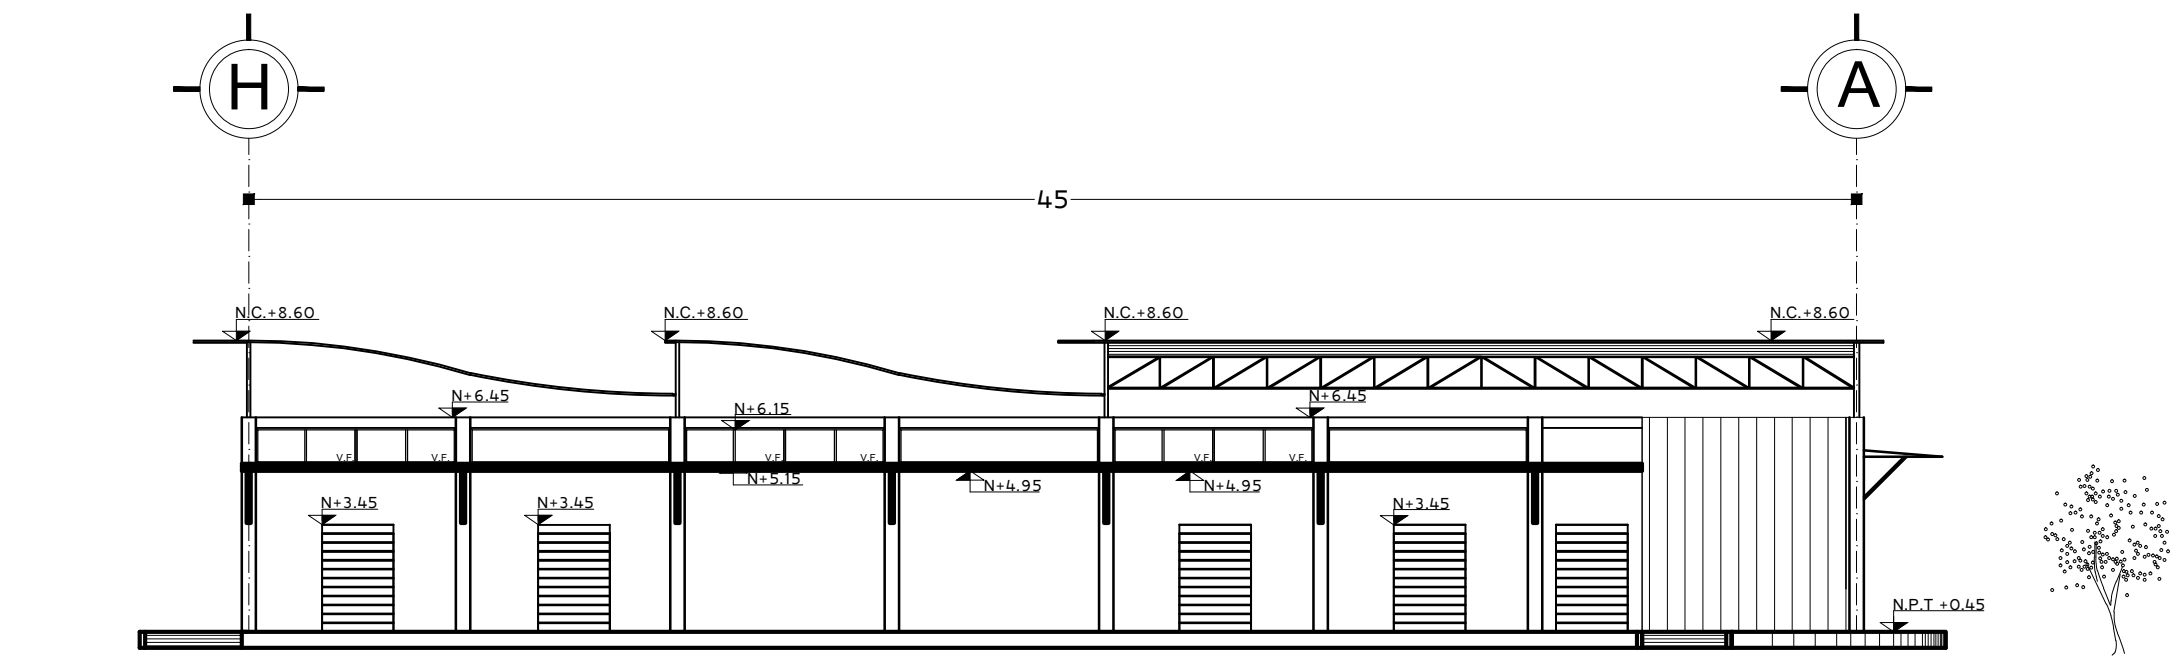 H
A
45
N.C.+8.60
N.C.+8.60
N.C.+8.60
N.C.+8.60
N+6.45
N+6.15
N+6.45
V.F.
V.F.
V.F.
V.F.
V.F.
V.F.
N+5.15
N+4.95
N+4.95
N+3.45
N+3.45
N+3.45
N.P.T +0.45